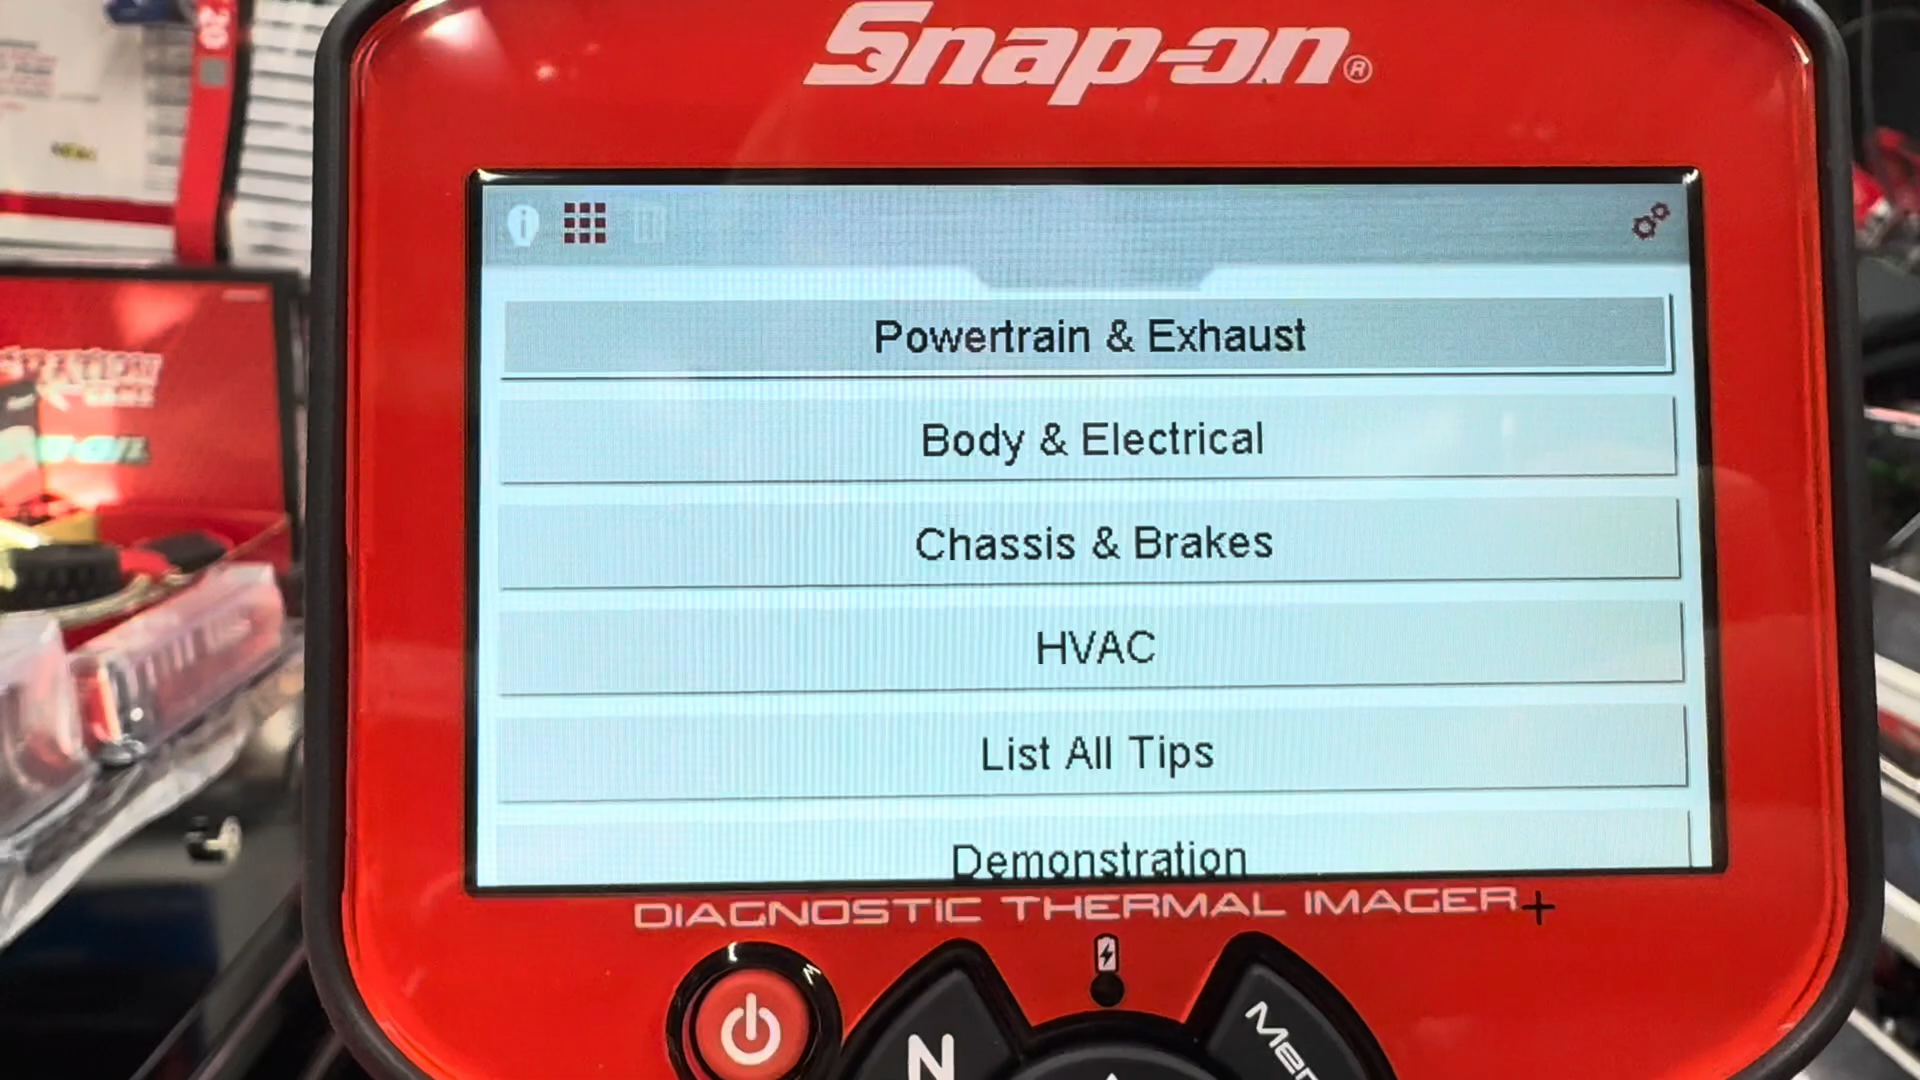 Snap-on®
Powertrain & Exhaust
Body & Electrical
Chassis & Brakes
HVAC
List All Tips
Demonstration
DIAGNOSTIC THERMAL IMAGER+
N